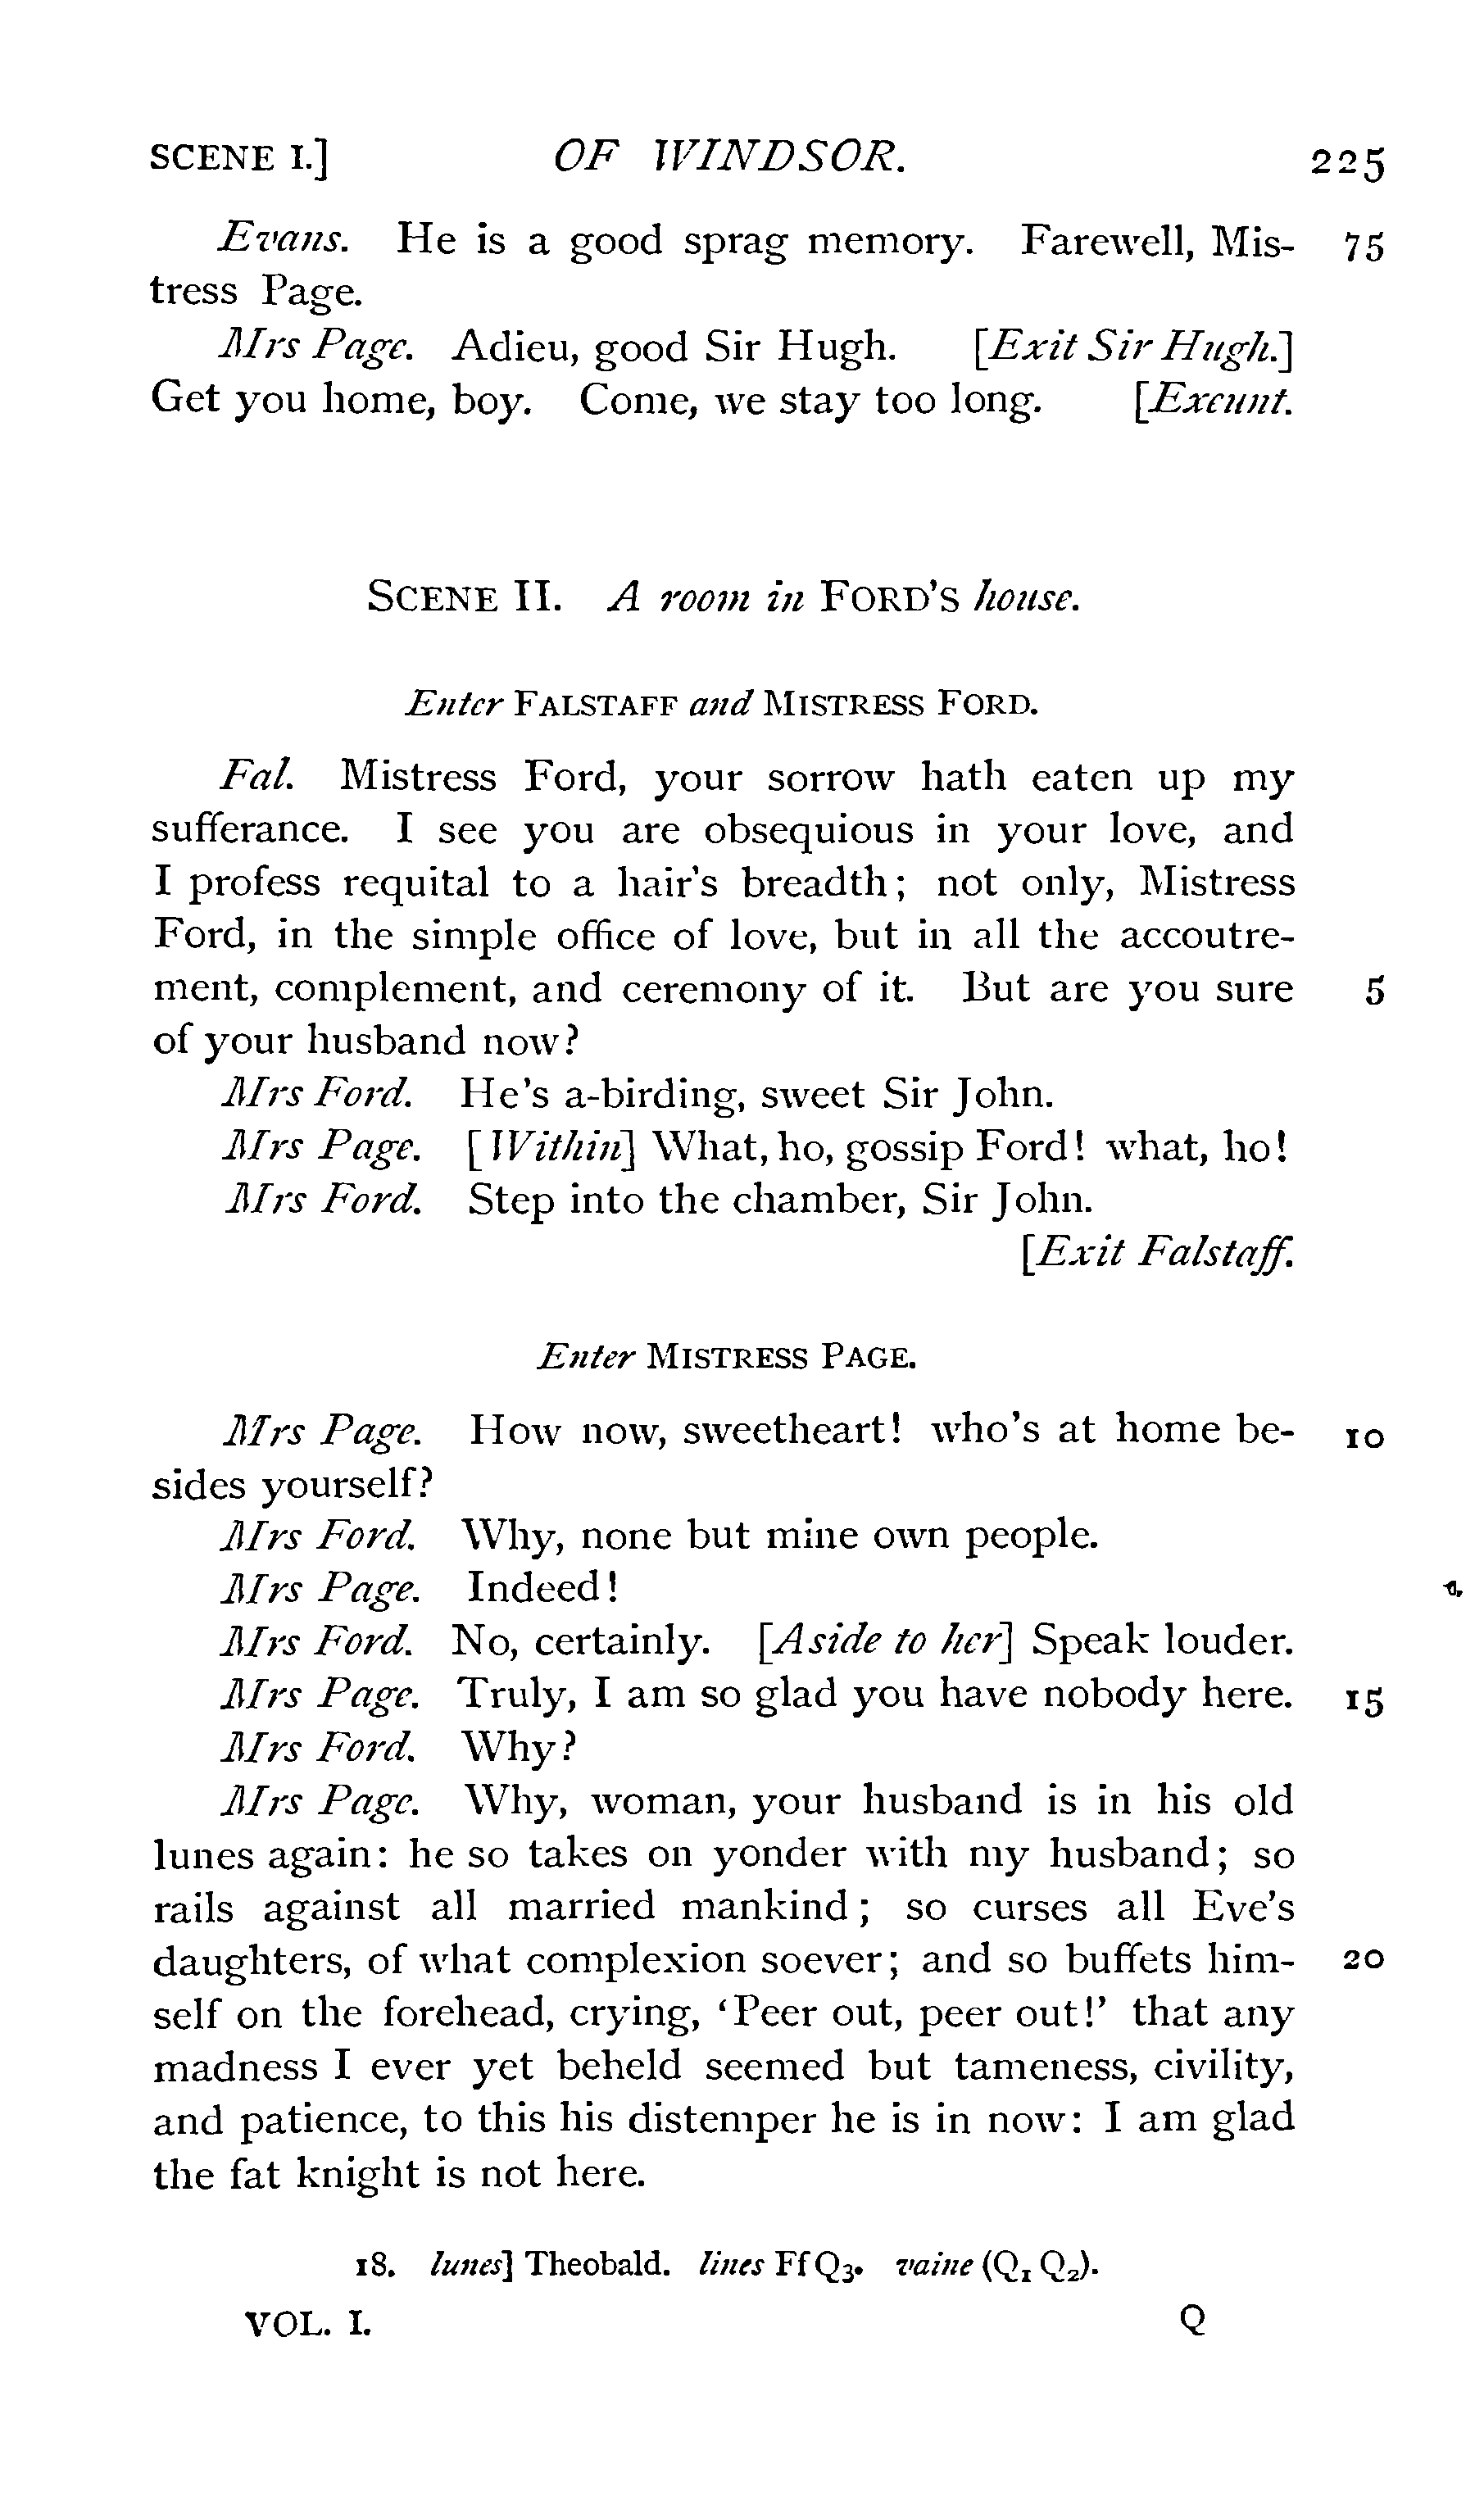 SCENE I.] OF WINDSOR. 225
Evans. He is a good sprag memory. Farewell, Mis- 75
tress Page.
Mrs Page. Adieu, good Sir Hugh. [Exit Sir Hugh.]
Get you home, boy. Come, we stay too long. [Exeunt.
SCENE II. A room in FORD'S house.
Enter FALSTAFF and MISTRESS FORD.
Fal. Mistress Ford, your sorrow hath eaten up my
sufferance. I see you are obsequious in your love, and
I profess requital to a hair's breadth; not only, Mistress
Ford, in the simple office of love, but in all the accoutre-
ment, complement, and ceremony of it. But are you sure 5
of your husband now?
Mrs Ford. He's a-birding, sweet Sir John.
Mrs Page. [Within] What, ho, gossip Ford! what, ho!
Mrs Ford. Step into the chamber, Sir John.
[Exit Falstaff.
Enter MISTRESS PAGE.
Mrs Page. How now, sweetheart! who's at home be- 10
sides yourself?
Mrs Ford. Why, none but mine own people.
Mrs Page. Indeed!
Mrs Ford. No, certainly. [Aside to her] Speak louder.
Mrs Page. Truly, I am so glad you have nobody here. 15
Mrs Ford. Why?
Mrs Page. Why, woman, your husband is in his old
lunes again: he so takes on yonder with my husband; so
rails against all married mankind; so curses all Eve's
daughters, of what complexion soever; and so buffets him- 20
self on the forehead, crying, 'Peer out, peer out!' that any
madness I ever yet beheld seemed but tameness, civility,
and patience, to this his distemper he is in now: I am glad
the fat knight is not here.
18. lunes] Theobald. lines Ff Q3. vaine (Q1 Q2).
VOL. I. Q